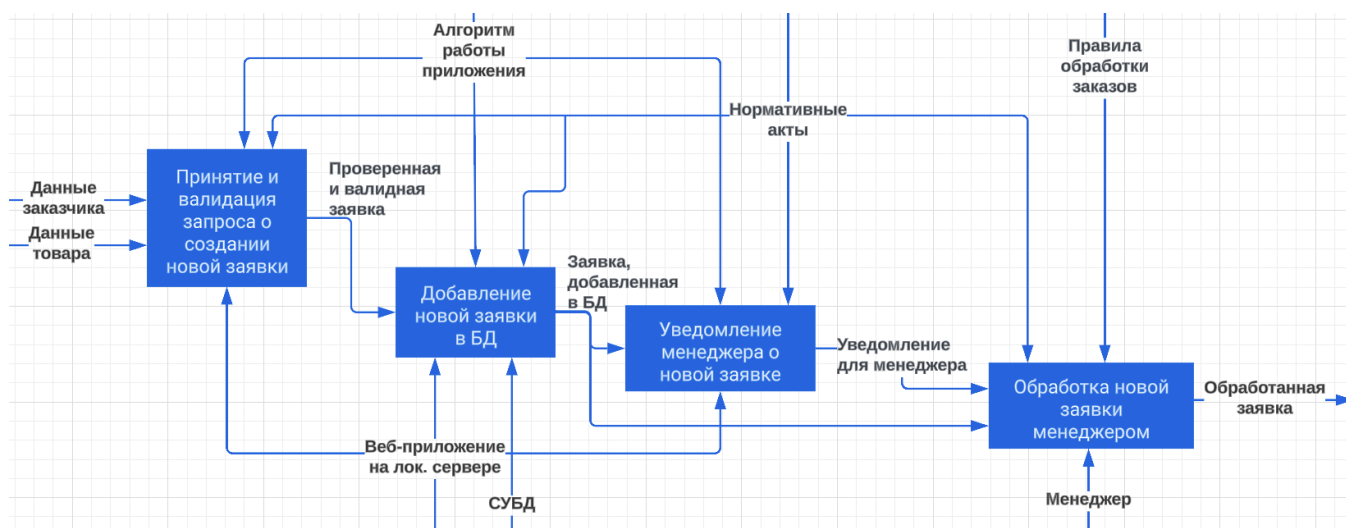 Алгоритм
работы
приложения
Правила
обработки
заказов
Нормативные
акты
Данные
заказчика
Данные
товара
Принятие и
валидация
запроса о
создании
новой заявки
Проверенная
и валидная
заявка
Добавление
новой заявки
в БД
Заявка,
добавленная
в БД
Уведомление
менеджера о
новой заявке
Уведомление
для менеджера
Обработка новой
заявки
менеджером
Обработанная
заявка
Веб-приложение
на лок. сервере
СУБД
Менеджер